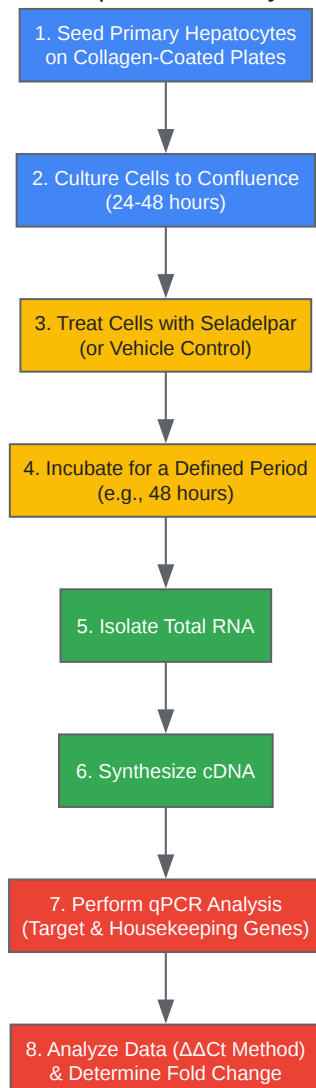 1. Seed Primary Hepatocytes
on Collagen-Coated Plates
2. Culture Cells to Confluence
(24-48 hours)
3. Treat Cells with Seladelpar
(or Vehicle Control)
4. Incubate for a Defined Period
(e.g., 48 hours)
5. Isolate Total RNA
6. Synthesize cDNA
7. Perform qPCR Analysis
(Target & Housekeeping Genes)
8. Analyze Data (ΔΔCt Method)
& Determine Fold Change